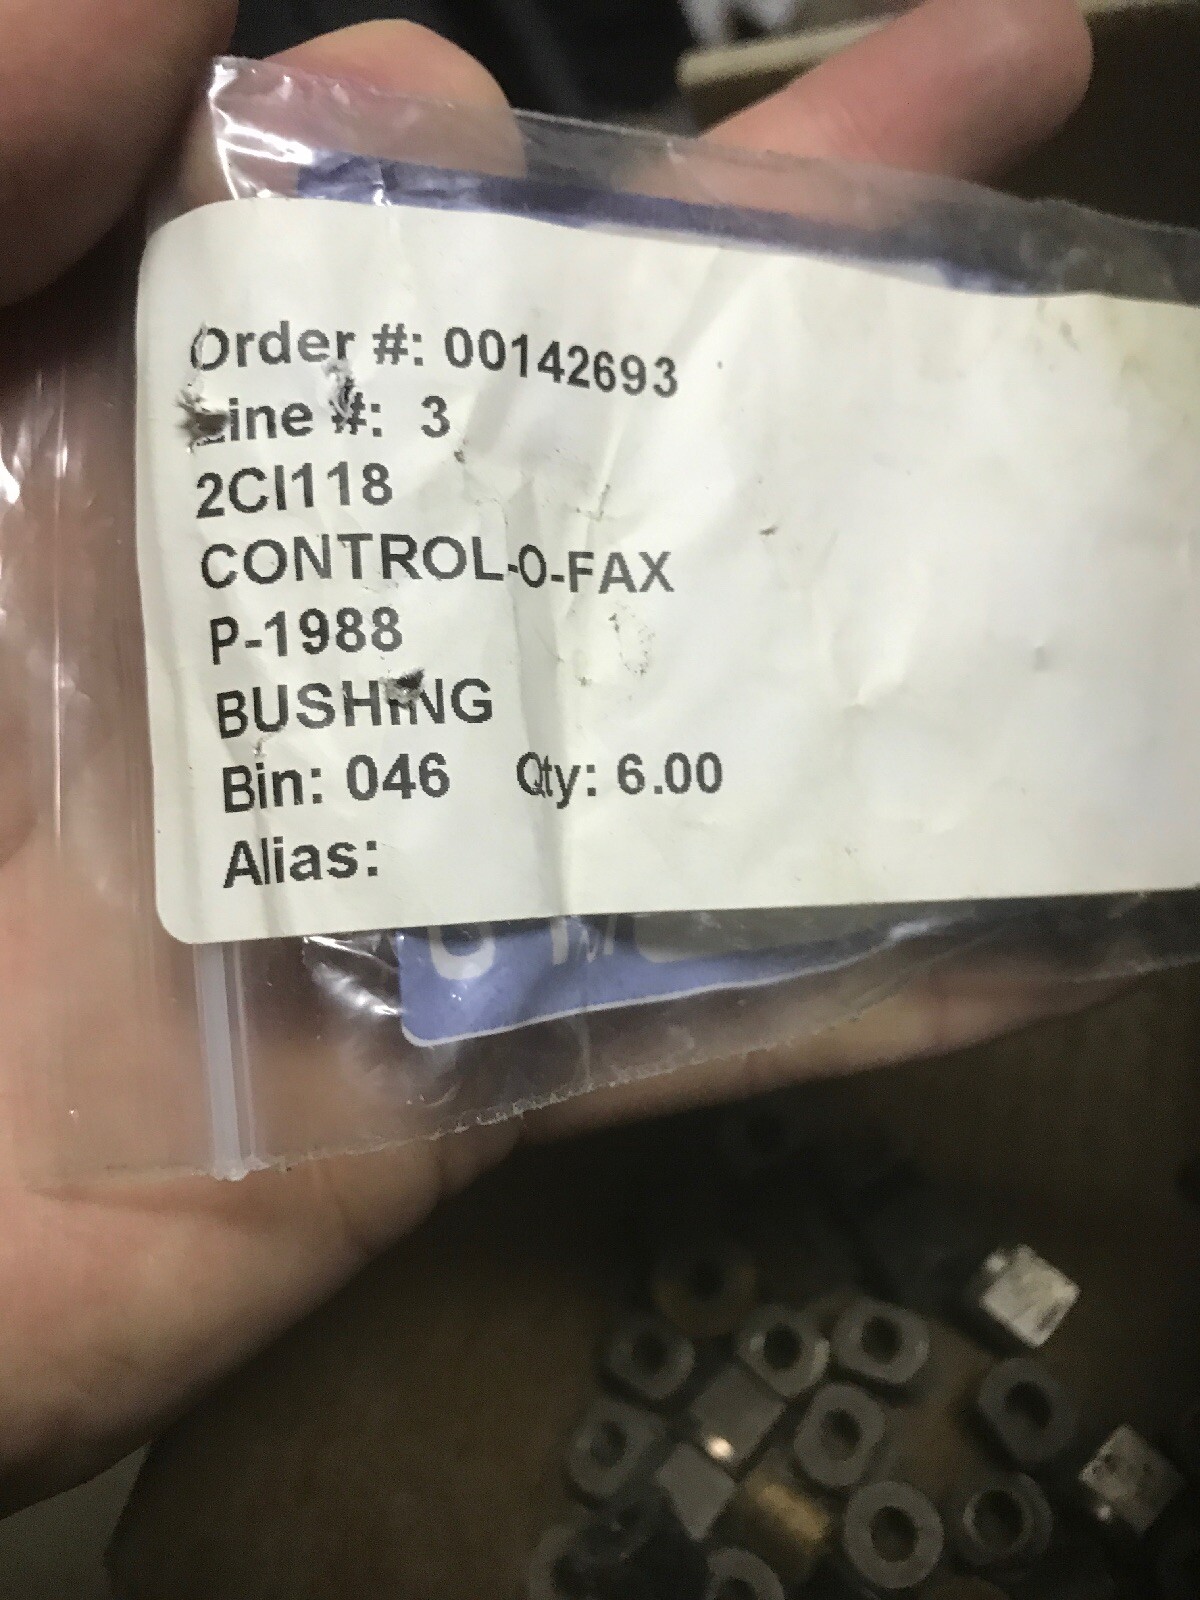 Order #: 00142693
Line #: 3
2CI118
CONTROL-0-FAX
P-1988
BUSHING
Bin: 046 Qty: 6.00
Alias: